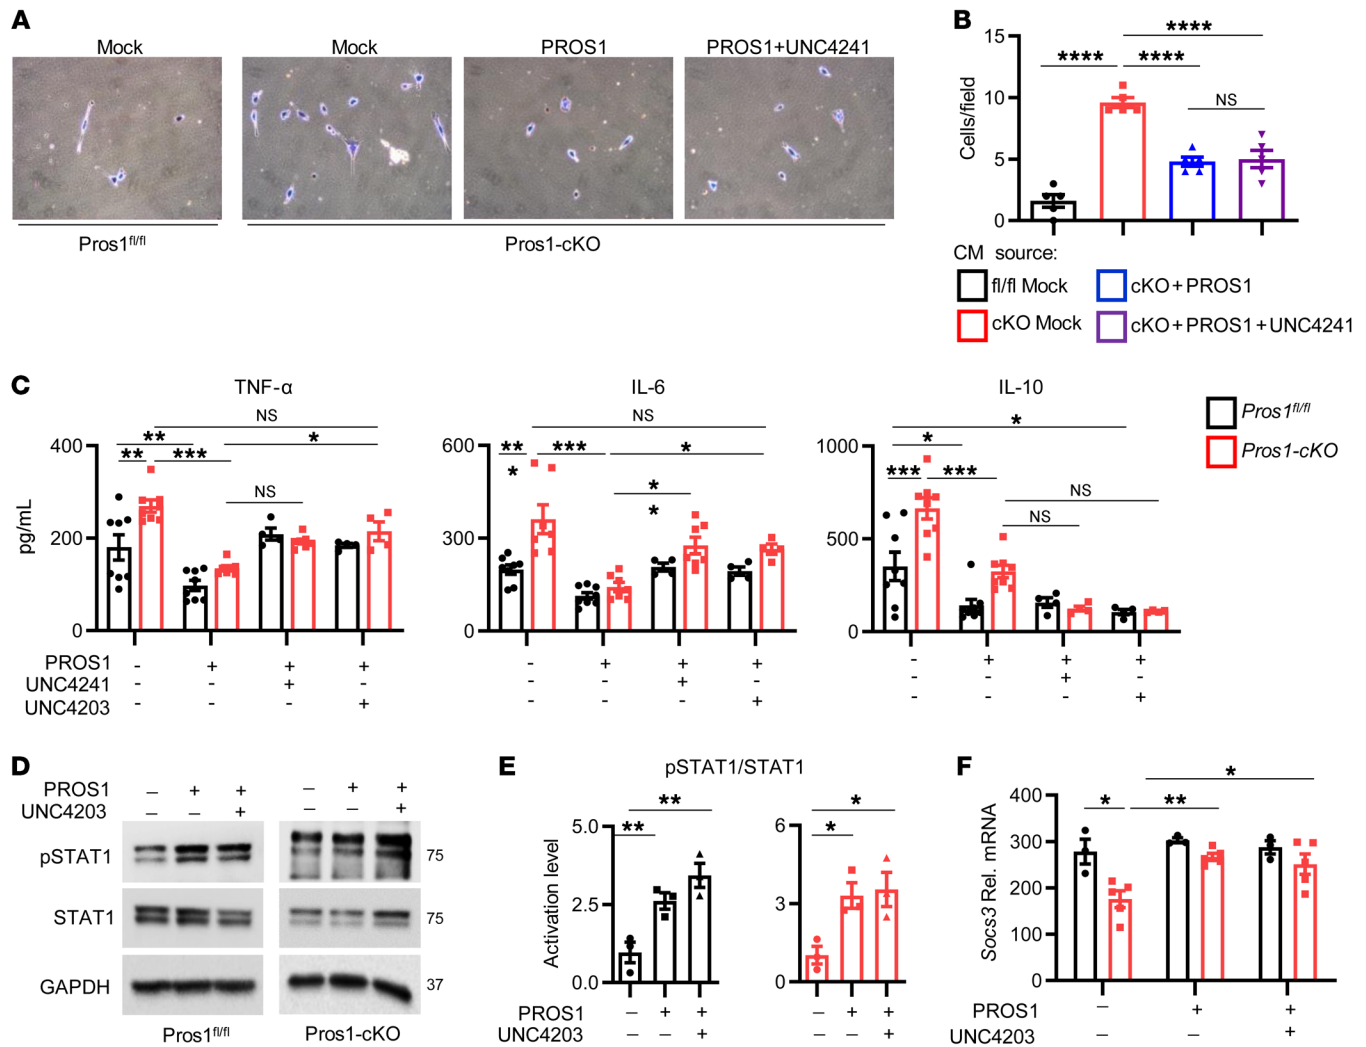 A
Mock
Mock
PROS1
PROS1+UNC4241
Pros1fl/fl
Pros1-cKO
B
****
**** ****
NS
15
10
5
0
Cells/field
CM source:
fl/fl Mock
cKO+PROS1
cKO Mock
cKO+PROS1+UNC4241
C
TNF-α
NS
**
*
** ***
NS
400
200
0
pg/mL
IL-6
NS
** *** *
*
*
*
600
300
0
IL-10
*
*
*** ***
NS
NS
1000
500
0
Pros1fl/fl
Pros1-cKO
PROS1 - + + + - + + + - + + +
UNC4241 - - + - - - + - - - + -
UNC4203 - - - + - - - + - - - +
D
PROS1 – + + – + +
UNC4203 – – + – – +
pSTAT1
75
STAT1
75
GAPDH
37
Pros1fl/fl
Pros1-cKO
E
pSTAT1/STAT1
**
**
5.0
2.5
0.0
Activation level
*
*
6
3
0
PROS1 – + + – + +
UNC4203 – – + – – +
F
*
* **
400
300
200
100
0
Socs3 Rel. mRNA
PROS1 – + +
UNC4203 – – +